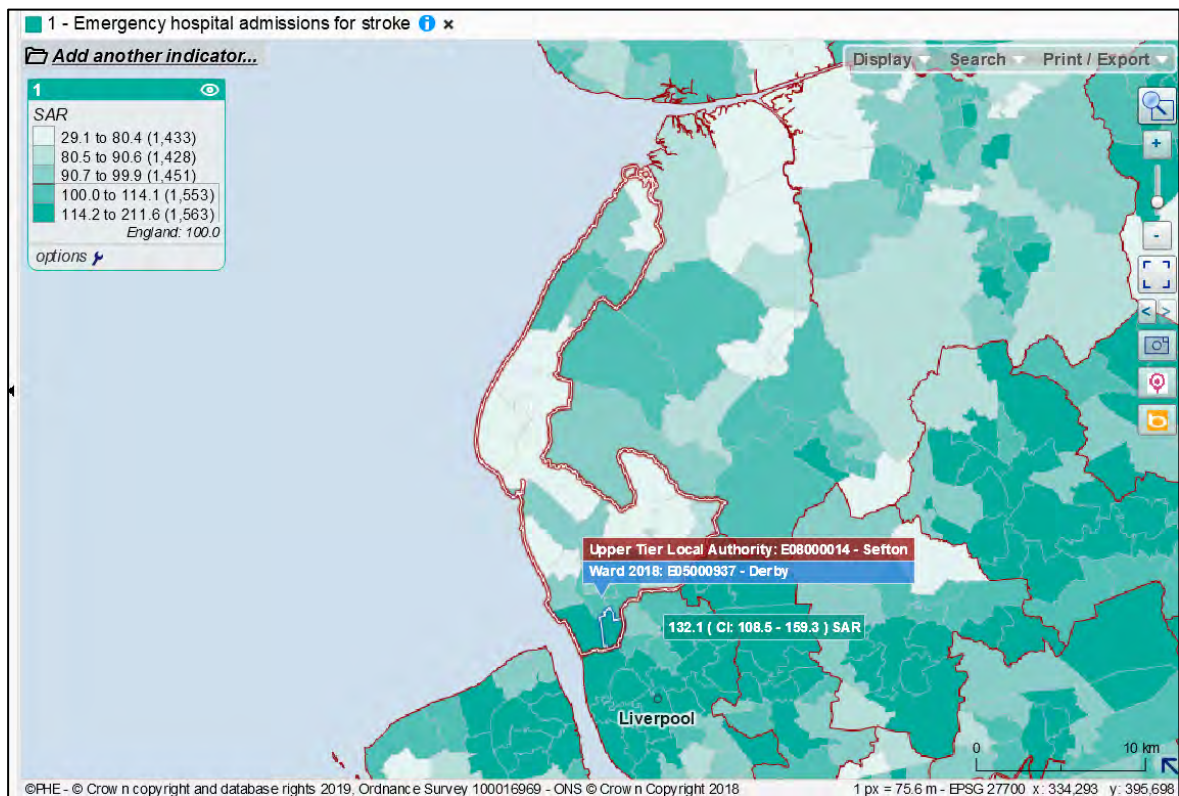 1 - Emergency hospital admissions for stroke i ×
Add another indicator...
Display Search Print / Export
1
SAR
29.1 to 80.4 (1,433)
80.5 to 90.6 (1,428)
90.7 to 99.9 (1,451)
100.0 to 114.1 (1,553)
114.2 to 211.6 (1,563)
England: 100.0
options
+
-
< >
b
Upper Tier Local Authority: E08000014 - Sefton
Ward 2018: E05000937 - Derby
132.1 ( CI: 108.5 - 159.3 ) SAR
Liverpool
0 10 km
©PHE - © Crown copyright and database rights 2019, Ordnance Survey 100016969 - ONS © Crown Copyright 2018 1 px = 75.6 m - EPSG 27700 x: 334,293 y: 395,698